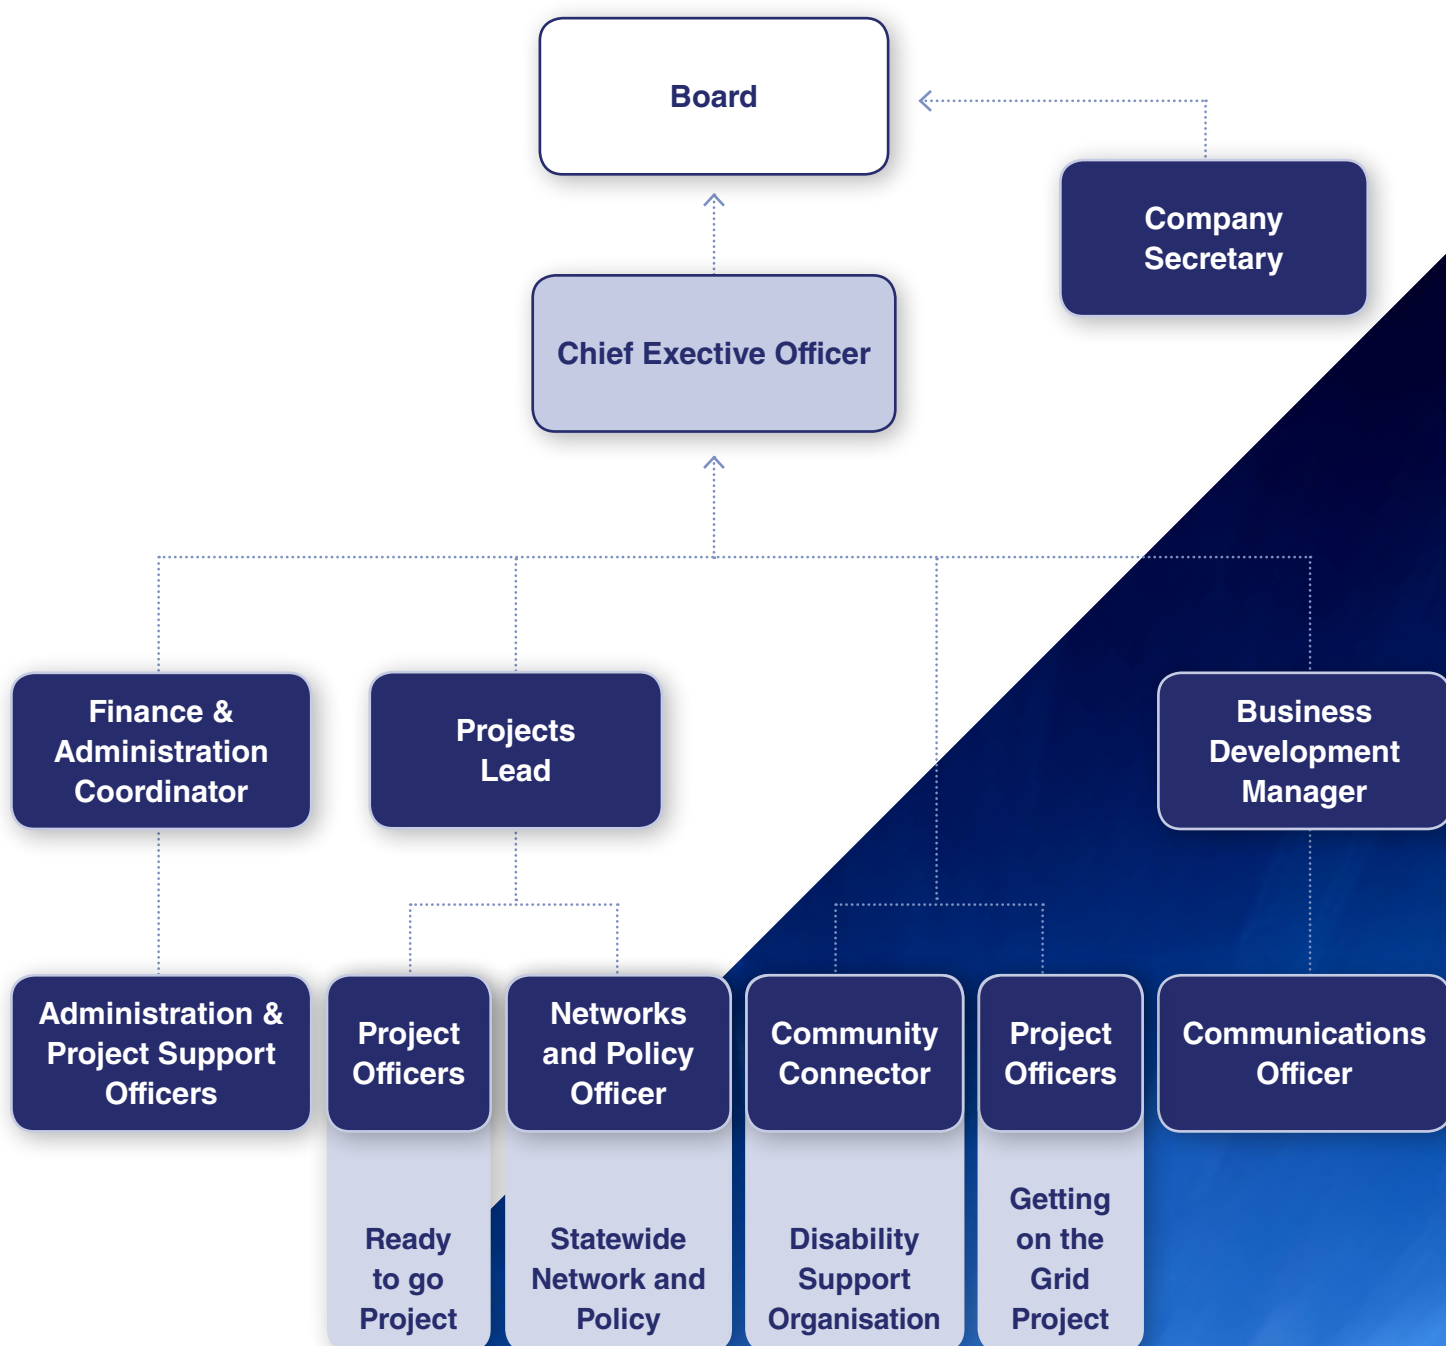 Board
Company
Secretary
Chief Exective Officer
Finance &
Administration
Coordinator
Projects
Lead
Business
Development
Manager
Administration &
Project Support
Officers
Project
Officers
Networks
and Policy
Officer
Community
Connector
Project
Officers
Communications
Officer
Ready
to go
Project
Statewide
Network and
Policy
Disability
Support
Organisation
Getting
on the
Grid
Project